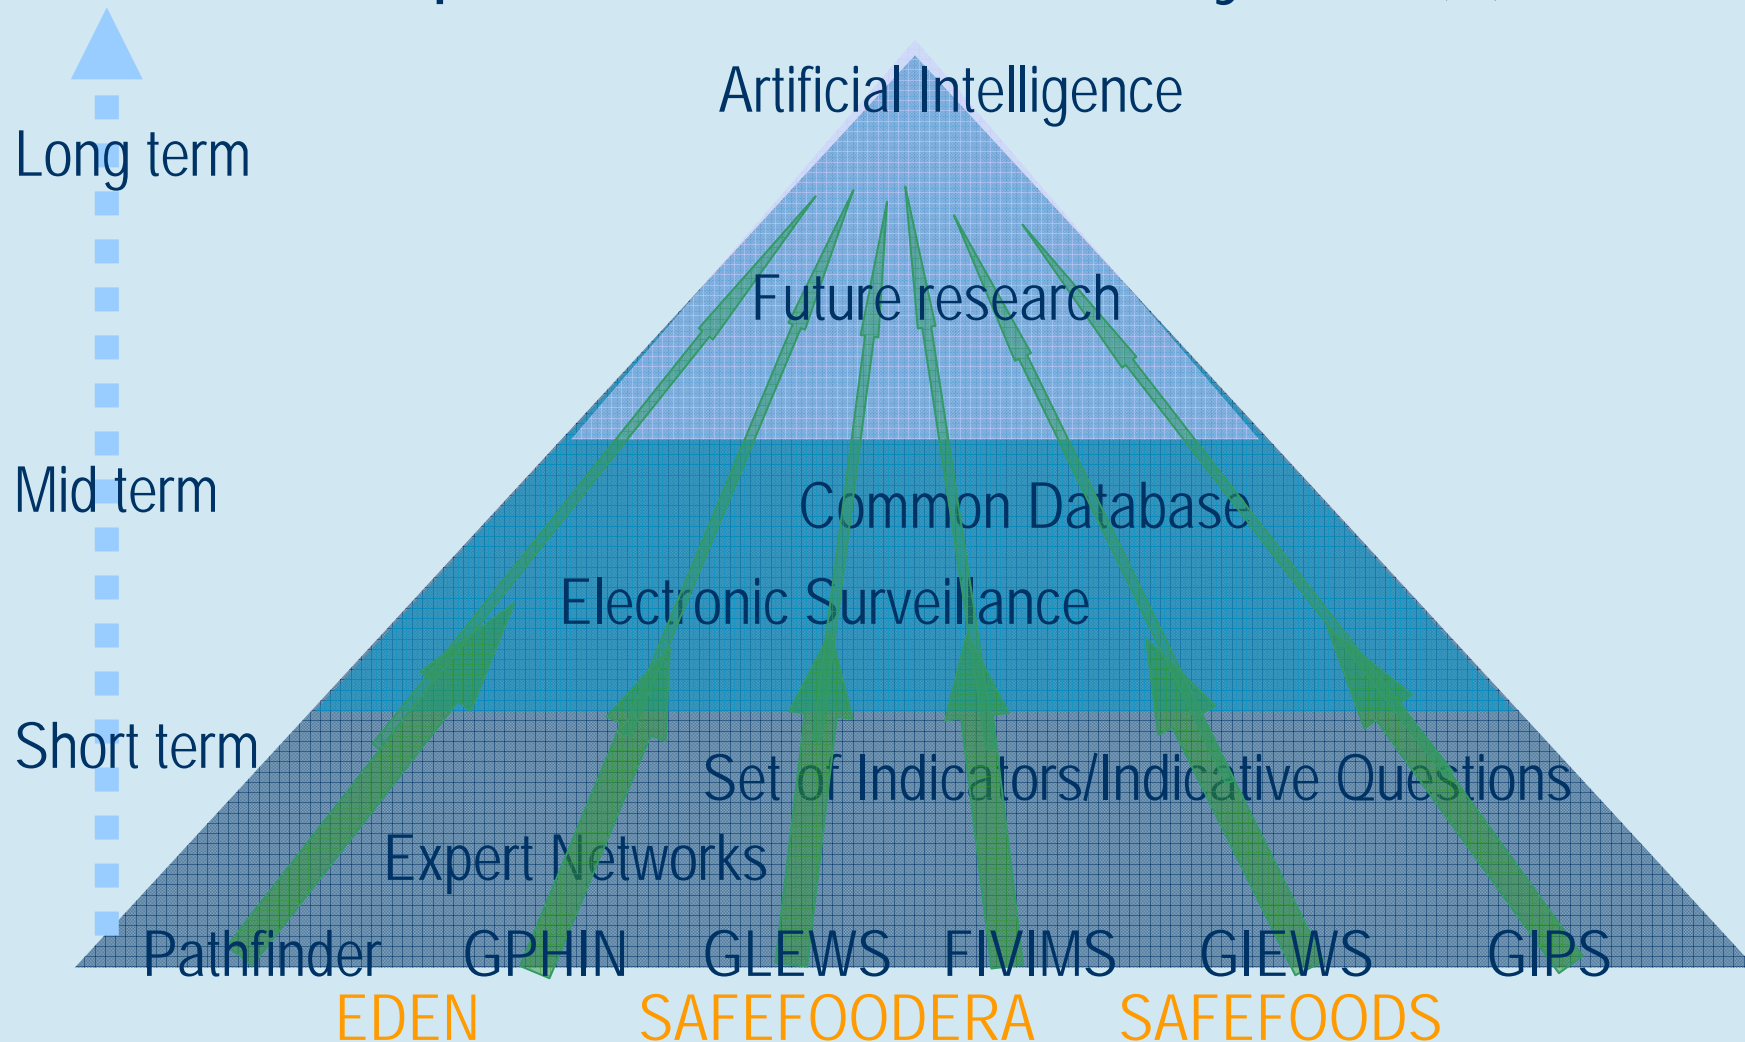 Artificial Intelligence
Long term
Future research
Mid term
Common Database
Electronic Surveillance
Short term
Set of Indicators/Indicative Questions
Expert Networks
Pathfinder GPHIN GLEWS FIVIMS GIEWS GIPS
EDEN SAFEFOODERA SAFEFOODS